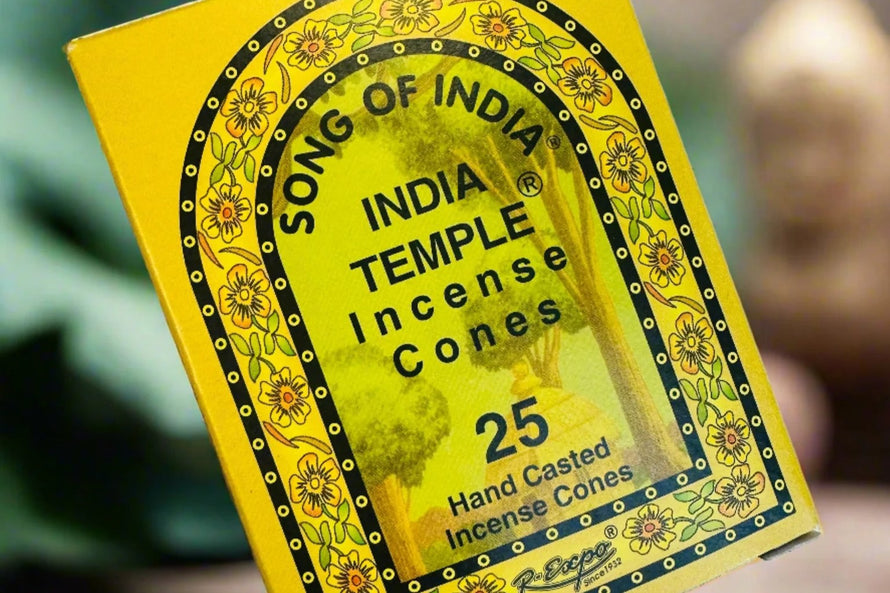 SONG OF INDIA®
INDIA
TEMPLE®
Incense
Cones
25
Hand Casted
Incense Cones
R-Expo®
Since 1932